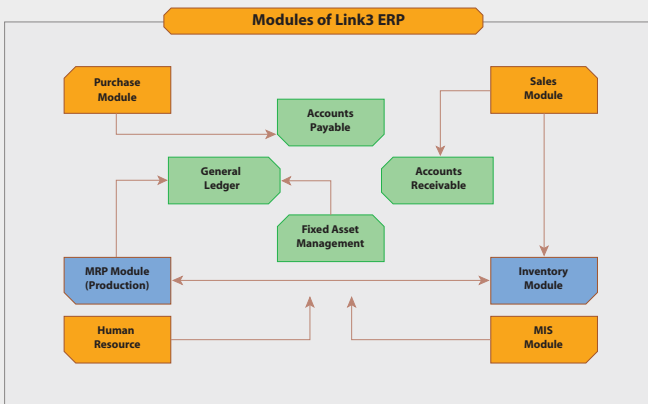 Modules of Link3 ERP
Purchase
Module
Sales
Module
Accounts
Payable
General
Ledger
Accounts
Receivable
Fixed Asset
Management
MRP Module
(Production)
Inventory
Module
Human
Resource
MIS
Module